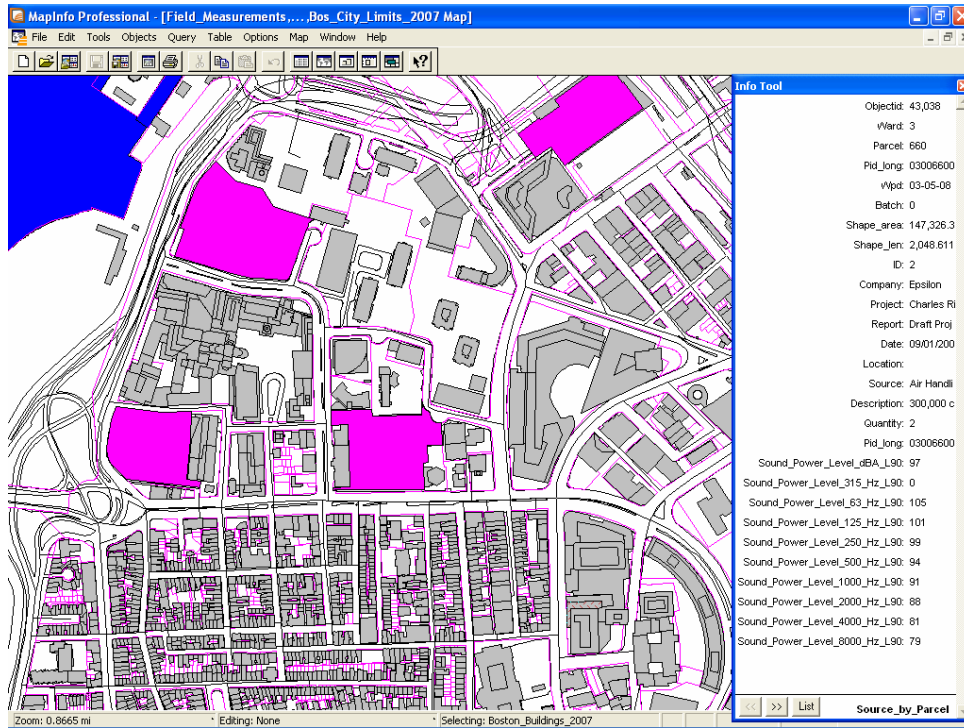 MapInfo Professional - [Field_Measurements,...,Bos_City_Limits_2007 Map]
File Edit Tools Objects Query Table Options Map Window Help
Info Tool
Objectid: 43,038
Ward: 3
Parcel: 660
Pid_long: 03006600
Wpd: 03-05-08
Batch: 0
Shape_area: 147,326.3
Shape_len: 2,048.611
ID: 2
Company: Epsilon
Project: Charles Ri
Report: Draft Proj
Date: 09/01/200
Location:
Source: Air Handli
Description: 300,000 c
Quantity: 2
Pid_long: 03006600
Sound_Power_Level_dBA_L90: 97
Sound_Power_Level_315_Hz_L90: 0
Sound_Power_Level_63_Hz_L90: 105
Sound_Power_Level_125_Hz_L90: 101
Sound_Power_Level_250_Hz_L90: 99
Sound_Power_Level_500_Hz_L90: 94
Sound_Power_Level_1000_Hz_L90: 91
Sound_Power_Level_2000_Hz_L90: 88
Sound_Power_Level_4000_Hz_L90: 81
Sound_Power_Level_8000_Hz_L90: 79
<< >> List Source_by_Parcel
Zoom: 0.8665 mi Editing: None Selecting: Boston_Buildings_2007